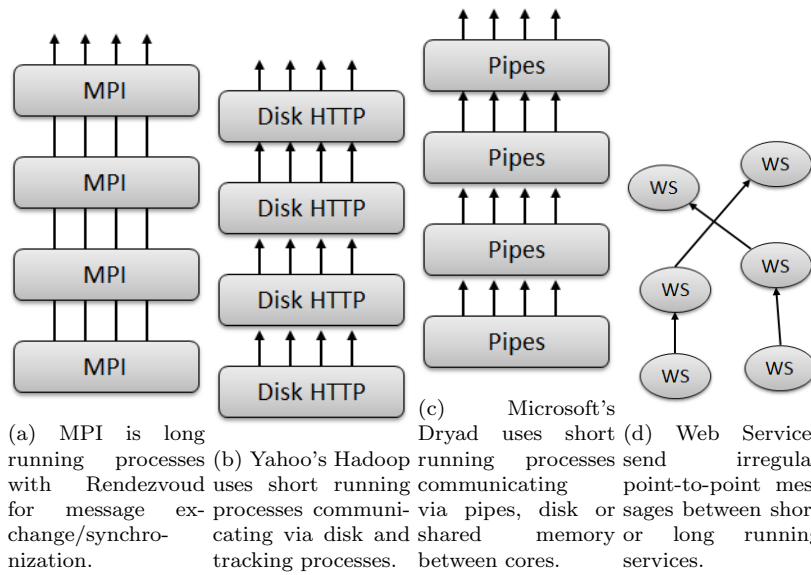 MPI
MPI
MPI
MPI
(a) MPI is long
running processes
with Rendezvoud
for message ex-
change/synchro-
nization.
Disk HTTP
Disk HTTP
Disk HTTP
Disk HTTP
(b) Yahoo's Hadoop
uses short running
processes communi-
cating via disk and
tracking processes.
Pipes
Pipes
Pipes
Pipes
(c) Microsoft's
Dryad uses short
running processes
communicating
via pipes, disk or
shared memory
between cores.
WS
WS
WS
WS
WS
WS
(d) Web Service
send irregula
point-to-point mes
sages between shor
or long running
services.